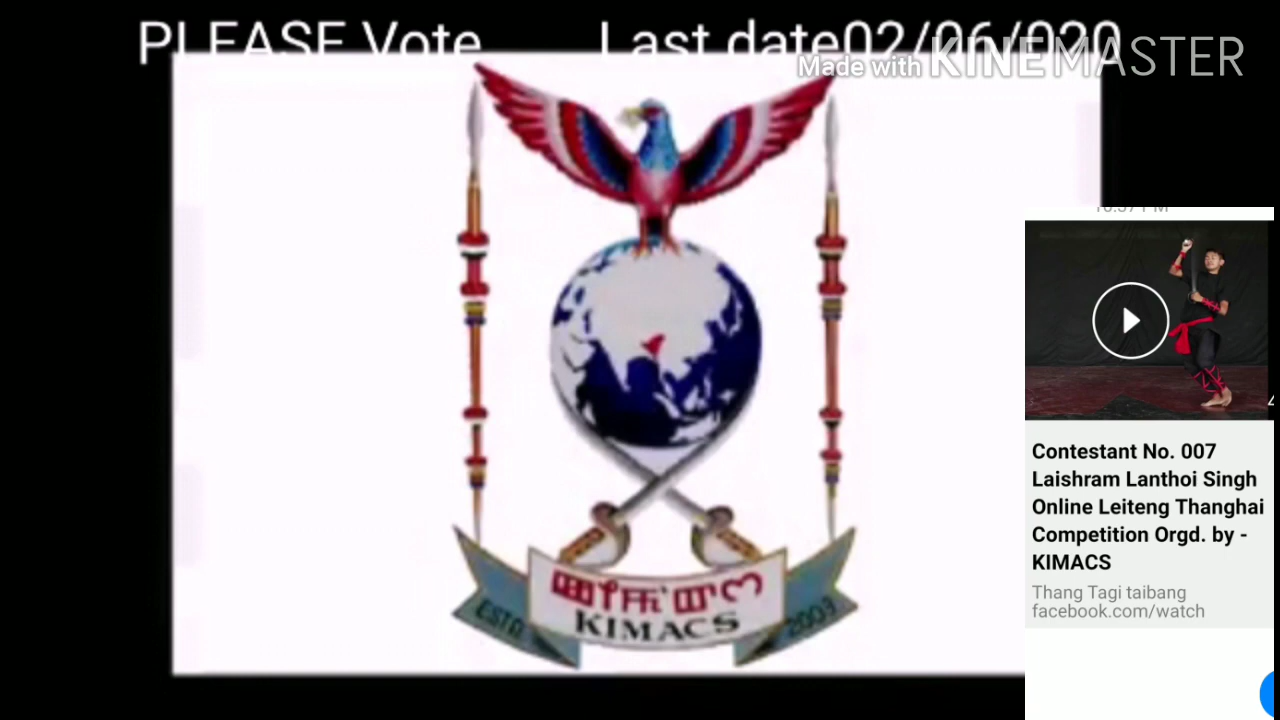 PLEASE Vote Last date02/06/020
Made with KINEMASTER
Contestant No. 007
Laishram Lanthoi Singh
Online Leiteng Thanghai
Competition Orgd. by -
KIMACS
Thang Tagi taibang
facebook.com/watch
KIMACS
ESTD 2003